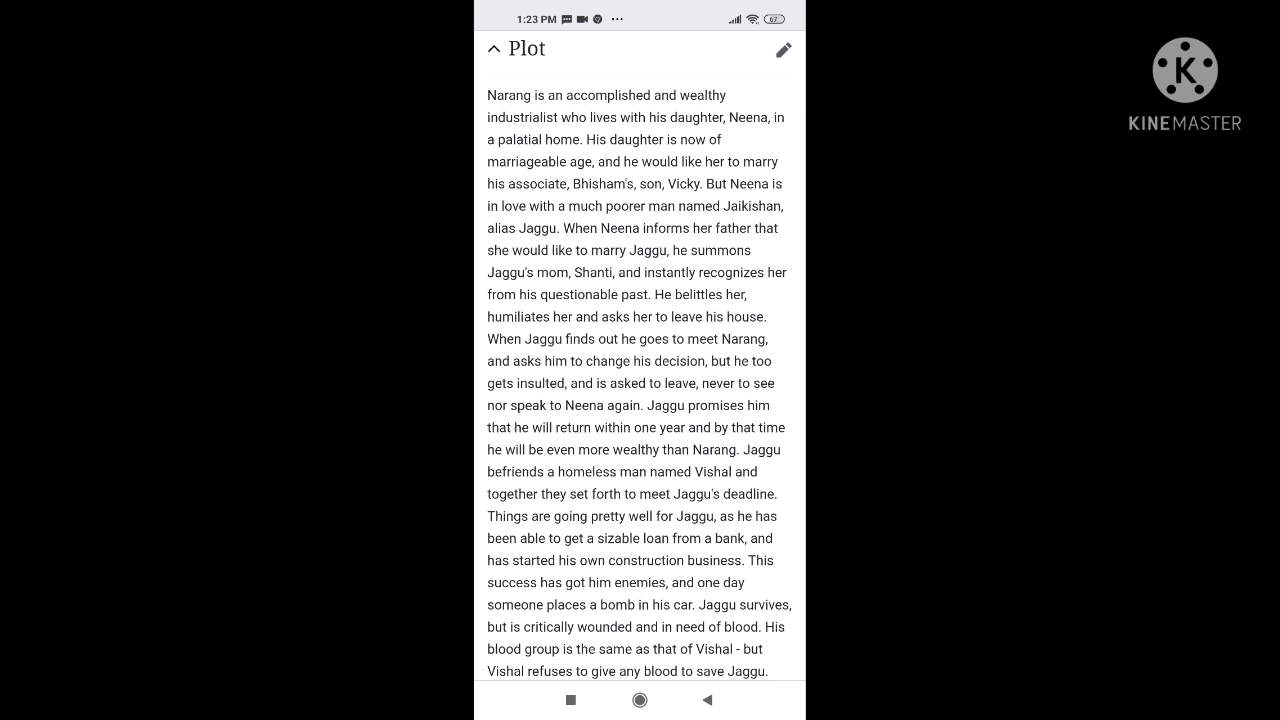 1:23 PM
67
Plot
Narang is an accomplished and wealthy
industrialist who lives with his daughter, Neena, in
a palatial home. His daughter is now of
marriageable age, and he would like her to marry
his associate, Bhisham's, son, Vicky. But Neena is
in love with a much poorer man named Jaikishan,
alias Jaggu. When Neena informs her father that
she would like to marry Jaggu, he summons
Jaggu's mom, Shanti, and instantly recognizes her
from his questionable past. He belittles her,
humiliates her and asks her to leave his house.
When Jaggu finds out he goes to meet Narang,
and asks him to change his decision, but he too
gets insulted, and is asked to leave, never to see
nor speak to Neena again. Jaggu promises him
that he will return within one year and by that time
he will be even more wealthy than Narang. Jaggu
befriends a homeless man named Vishal and
together they set forth to meet Jaggu's deadline.
Things are going pretty well for Jaggu, as he has
been able to get a sizable loan from a bank, and
has started his own construction business. This
success has got him enemies, and one day
someone places a bomb in his car. Jaggu survives,
but is critically wounded and in need of blood. His
blood group is the same as that of Vishal - but
Vishal refuses to give any blood to save Jaggu.
K
KINEMASTER